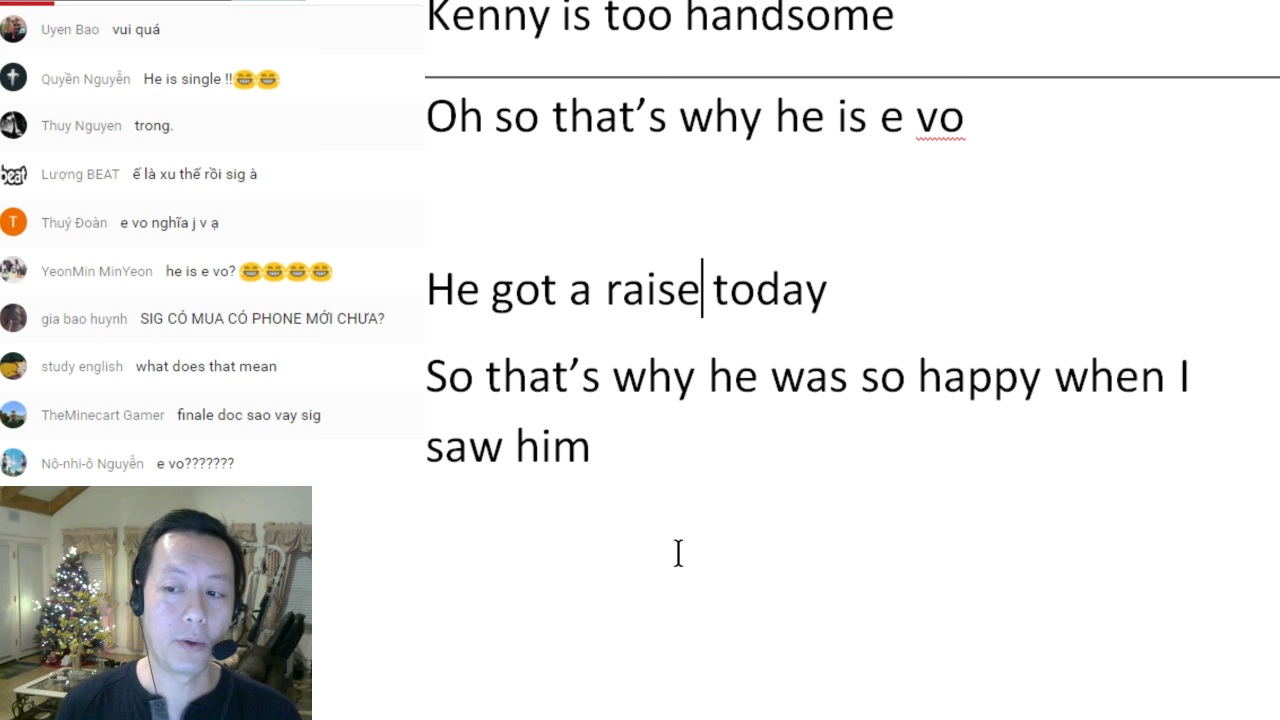 Uyen Bao vui quá
Quyền Nguyễn He is single !!
Thuy Nguyen trong.
Lượng BEAT ế là xu thế rồi sig à
Thuý Đoàn e vo nghĩa j v ạ
YeonMin MinYeon he is e vo?
gia bao huynh SIG CÓ MUA CÓ PHONE MỚI CHƯA?
study english what does that mean
TheMinecart Gamer finale doc sao vay sig
Nô-nhi-ô Nguyễn e vo???????
beat
T
Kenny is too handsome
Oh so that’s why he is e vo
He got a raise today
So that’s why he was so happy when I
saw him